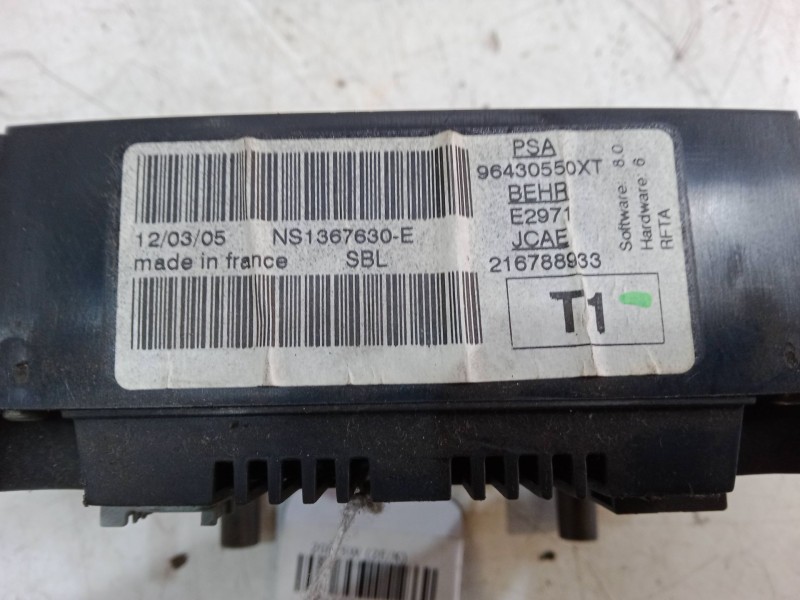 12/03/05 NS1367630-E
made in france SBL
PSA
96430550XT
BEHR
E2971
JCAE
216788933
T1
Software: 8.0
Hardware: 6
RFTA